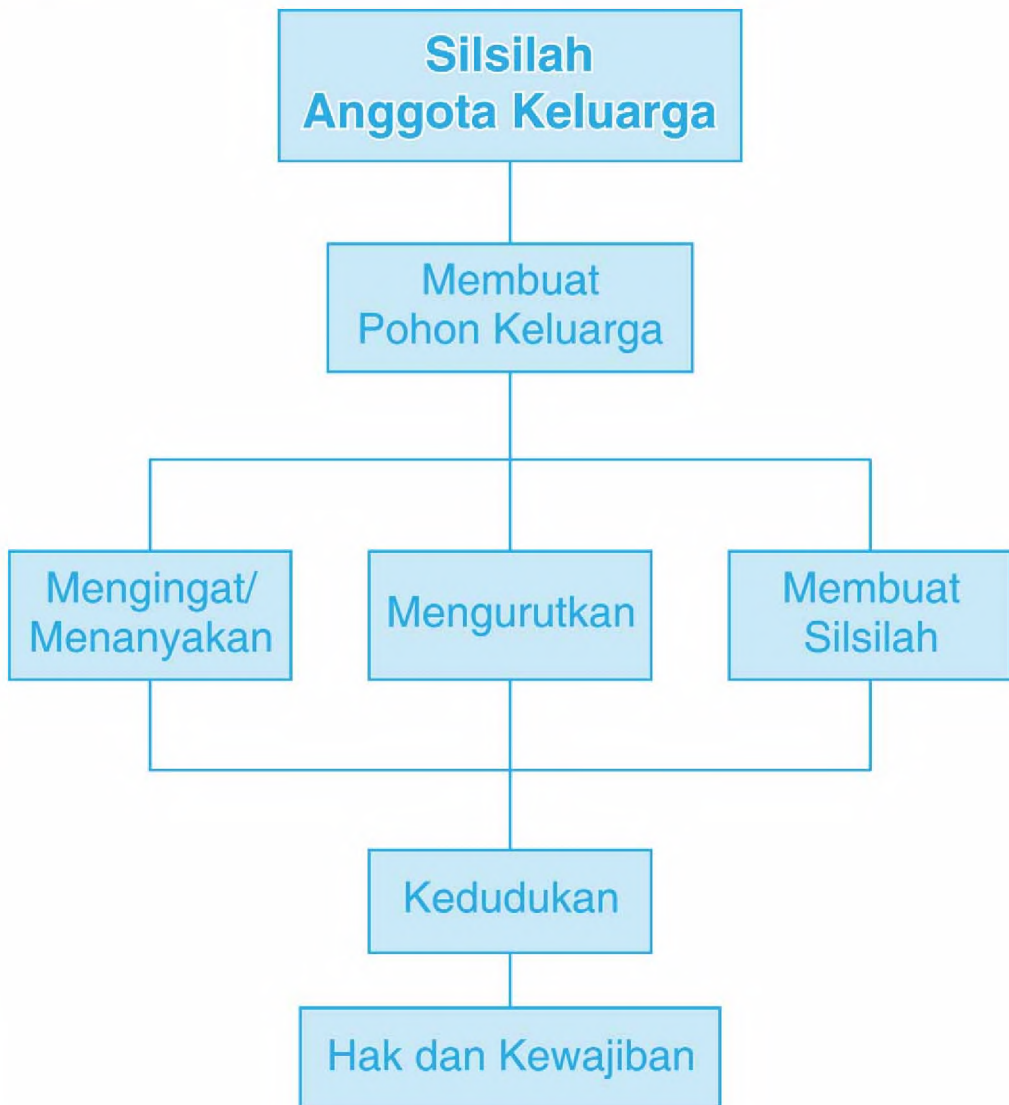 Silsilah
Anggota Keluarga
Membuat
Pohon Keluarga
Mengingat/
Menanyakan
Mengurutkan
Membuat
Silsilah
Kedudukan
Hak dan Kewajiban